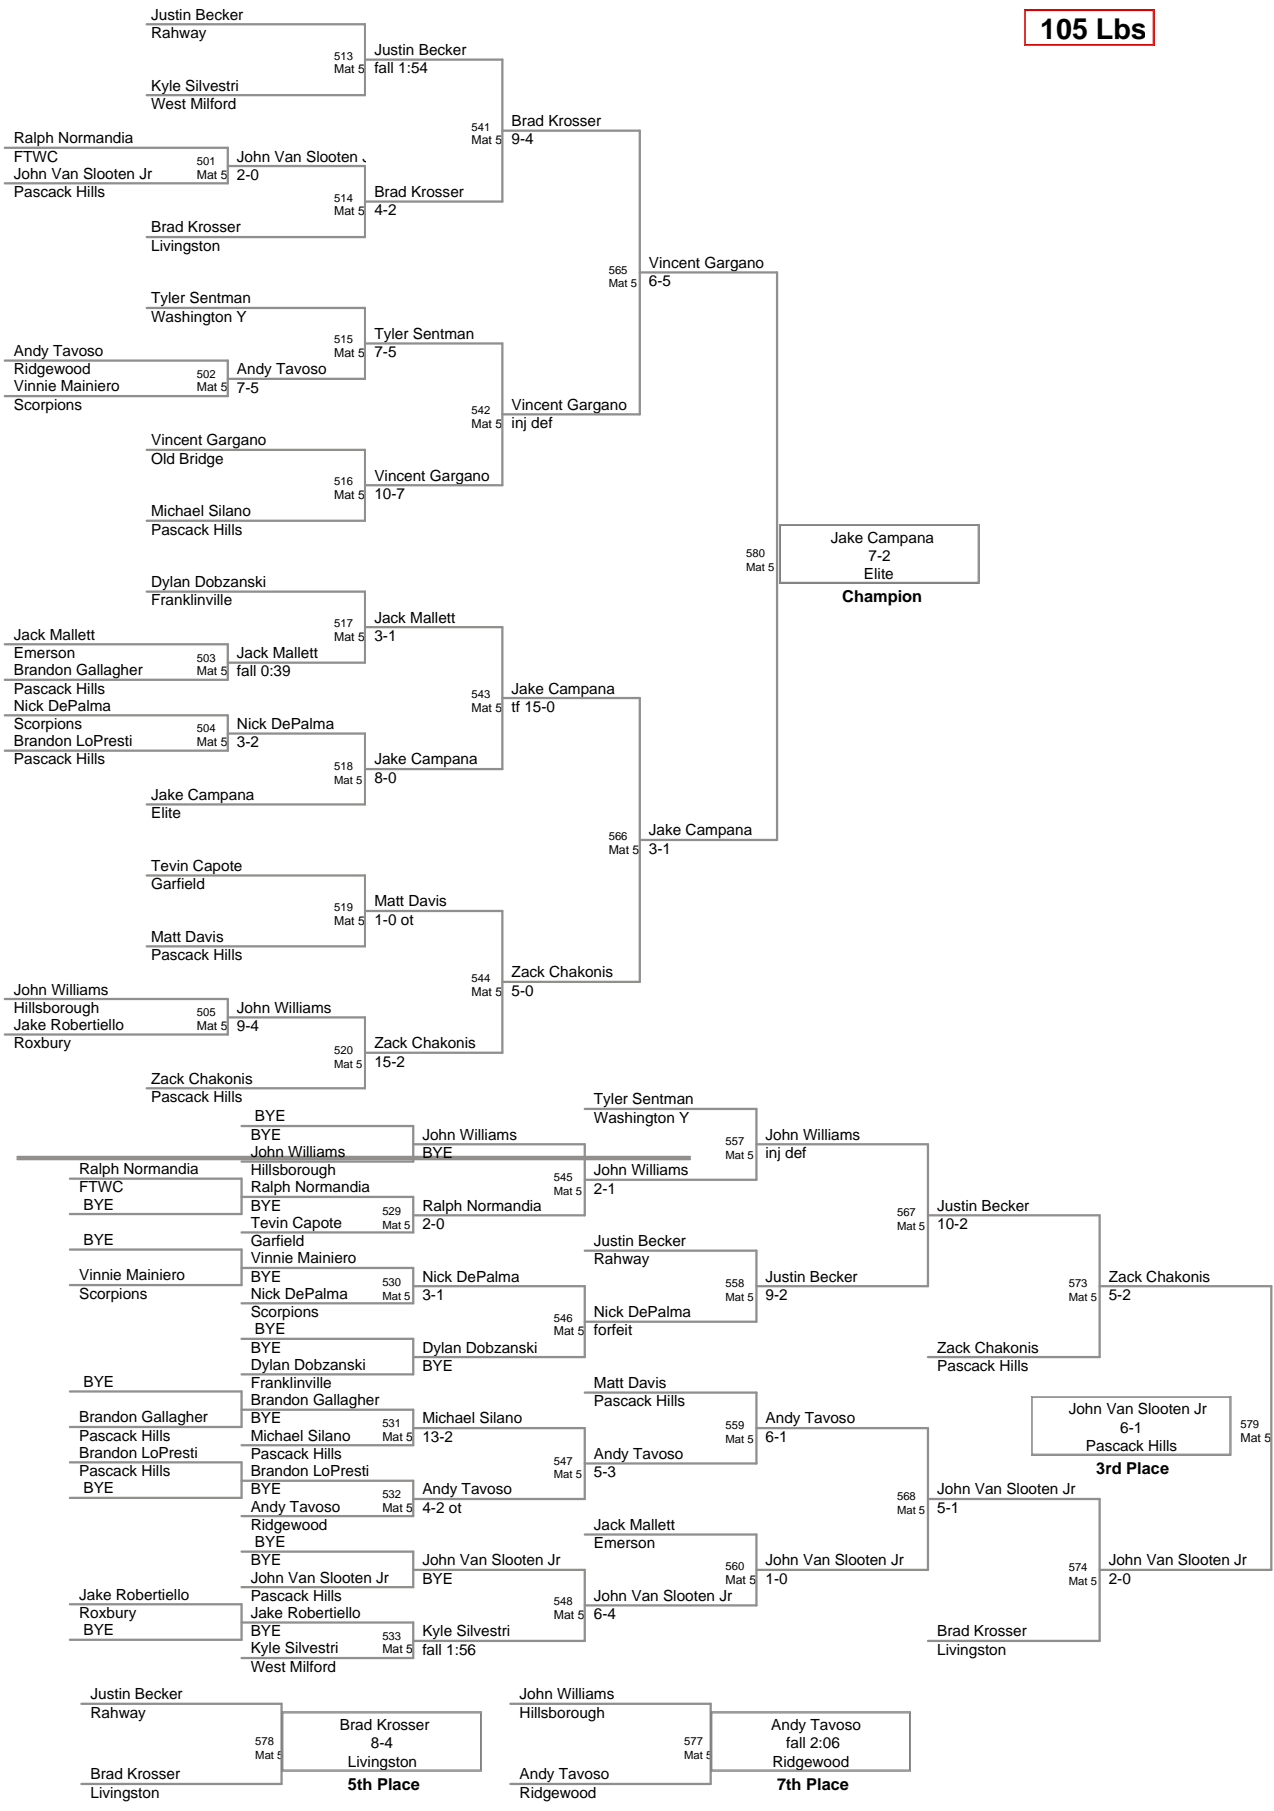 105 Lbs
Justin Becker
Rahway
513
Mat 5
Justin Becker
fall 1:54
Kyle Silvestri
West Milford
541
Mat 5
Brad Krosser
9-4
Ralph Normandia
FTWC
501
Mat 5
John Van Slooten Jr
Pascack Hills
John Van Slooten J
2-0
514
Mat 5
Brad Krosser
4-2
Brad Krosser
Livingston
565
Mat 5
Vincent Gargano
6-5
Tyler Sentman
Washington Y
515
Mat 5
Tyler Sentman
7-5
Andy Tavoso
Ridgewood
502
Mat 5
Vinnie Mainiero
Scorpions
Andy Tavoso
7-5
542
Mat 5
Vincent Gargano
inj def
Vincent Gargano
Old Bridge
516
Mat 5
Vincent Gargano
10-7
Michael Silano
Pascack Hills
580
Mat 5
Jake Campana
7-2
Elite
Champion
Dylan Dobzanski
Franklinville
517
Mat 5
Jack Mallett
3-1
Jack Mallett
Emerson
503
Mat 5
Brandon Gallagher
Pascack Hills
Jack Mallett
fall 0:39
543
Mat 5
Jake Campana
tf 15-0
Nick DePalma
Scorpions
504
Mat 5
Brandon LoPresti
Pascack Hills
Nick DePalma
3-2
518
Mat 5
Jake Campana
8-0
Jake Campana
Elite
566
Mat 5
Jake Campana
3-1
Tevin Capote
Garfield
519
Mat 5
Matt Davis
1-0 ot
Matt Davis
Pascack Hills
544
Mat 5
Zack Chakonis
5-0
John Williams
Hillsborough
505
Mat 5
Jake Robertiello
Roxbury
John Williams
9-4
520
Mat 5
Zack Chakonis
15-2
Zack Chakonis
Pascack Hills
BYE
BYE
John Williams
Hillsborough
John Williams
BYE
Tyler Sentman
Washington Y
557
Mat 5
John Williams
inj def
Ralph Normandia
FTWC
BYE
Ralph Normandia
BYE
529
Mat 5
Tevin Capote
Garfield
Ralph Normandia
2-0
545
Mat 5
John Williams
2-1
567
Mat 5
Justin Becker
10-2
BYE
Vinnie Mainiero
Scorpions
Vinnie Mainiero
BYE
530
Mat 5
Nick DePalma
Scorpions
Nick DePalma
3-1
Justin Becker
Rahway
558
Mat 5
Justin Becker
9-2
546
Mat 5
Nick DePalma
forfeit
BYE
BYE
Dylan Dobzanski
Franklinville
Dylan Dobzanski
BYE
573
Mat 5
Zack Chakonis
5-2
Zack Chakonis
Pascack Hills
BYE
Brandon Gallagher
Pascack Hills
Brandon Gallagher
BYE
531
Mat 5
Michael Silano
Pascack Hills
Michael Silano
13-2
Matt Davis
Pascack Hills
559
Mat 5
Andy Tavoso
6-1
547
Mat 5
Andy Tavoso
5-3
Brandon LoPresti
Pascack Hills
BYE
Brandon LoPresti
BYE
532
Mat 5
Andy Tavoso
Ridgewood
Andy Tavoso
4-2 ot
John Van Slooten Jr
6-1
Pascack Hills
3rd Place
579
Mat 5
568
Mat 5
John Van Slooten Jr
5-1
BYE
BYE
John Van Slooten Jr
Pascack Hills
John Van Slooten Jr
BYE
Jack Mallett
Emerson
560
Mat 5
John Van Slooten Jr
1-0
574
Mat 5
John Van Slooten Jr
2-0
Jake Robertiello
Roxbury
BYE
Jake Robertiello
BYE
533
Mat 5
Kyle Silvestri
West Milford
Kyle Silvestri
fall 1:56
548
Mat 5
John Van Slooten Jr
6-4
Brad Krosser
Livingston
Justin Becker
Rahway
578
Mat 5
Brad Krosser
Livingston
Brad Krosser
8-4
Livingston
5th Place
John Williams
Hillsborough
577
Mat 5
Andy Tavoso
Ridgewood
Andy Tavoso
fall 2:06
Ridgewood
7th Place